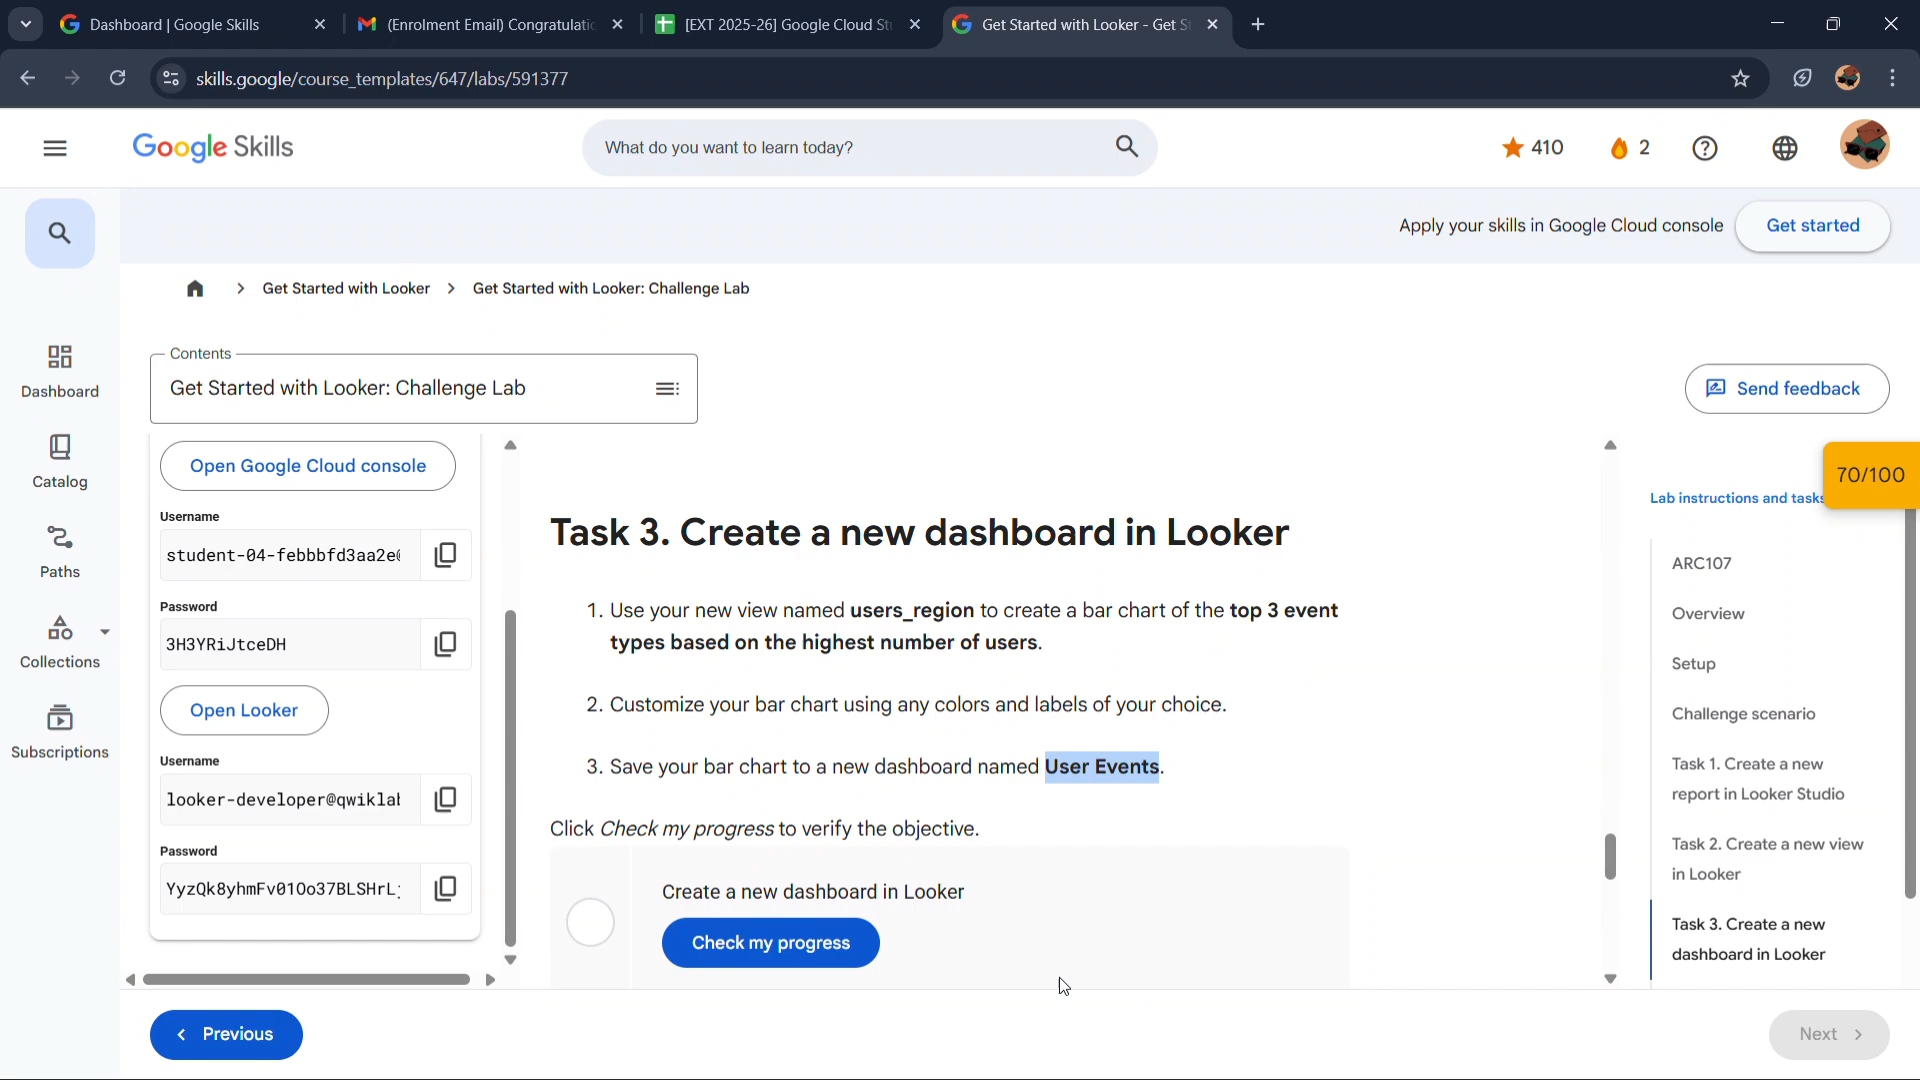 Dashboard | Google Skills
(Enrolment Email) Congratulatic
[EXT 2025-26] Google Cloud Stu
Get Started with Looker - Get S
skills.google/course_templates/647/labs/591377
Google Skills
What do you want to learn today?
410
2
Apply your skills in Google Cloud console
Get started
Get Started with Looker
Get Started with Looker: Challenge Lab
Contents
Get Started with Looker: Challenge Lab
Send feedback
Dashboard
Catalog
Paths
Collections
Subscriptions
Open Google Cloud console
Username
student-04-febbbfd3aa2e@
Password
3H3YRiJtceDH
Open Looker
Username
looker-developer@qwiklab
Password
YyzQk8yhmFv01Oo37BLSHrLj
Task 3. Create a new dashboard in Looker
1. Use your new view named users_region to create a bar chart of the top 3 event
types based on the highest number of users.
2. Customize your bar chart using any colors and labels of your choice.
3. Save your bar chart to a new dashboard named User Events.
Click Check my progress to verify the objective.
Create a new dashboard in Looker
Check my progress
70/100
Lab instructions and tasks
ARC107
Overview
Setup
Challenge scenario
Task 1. Create a new
report in Looker Studio
Task 2. Create a new view
in Looker
Task 3. Create a new
dashboard in Looker
Previous
Next